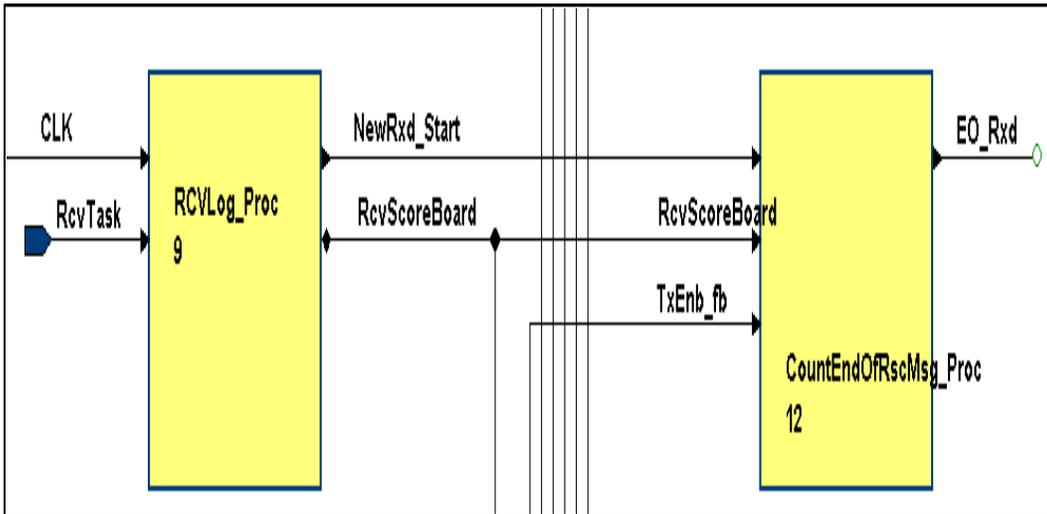 CLK
NewRxd_Start
EO_Rxd
RcvTask
RCVLog_Proc
9
RcvScoreBoard
RcvScoreBoard
TxEnb_fb
CountEndOfRscMsg_Proc
12